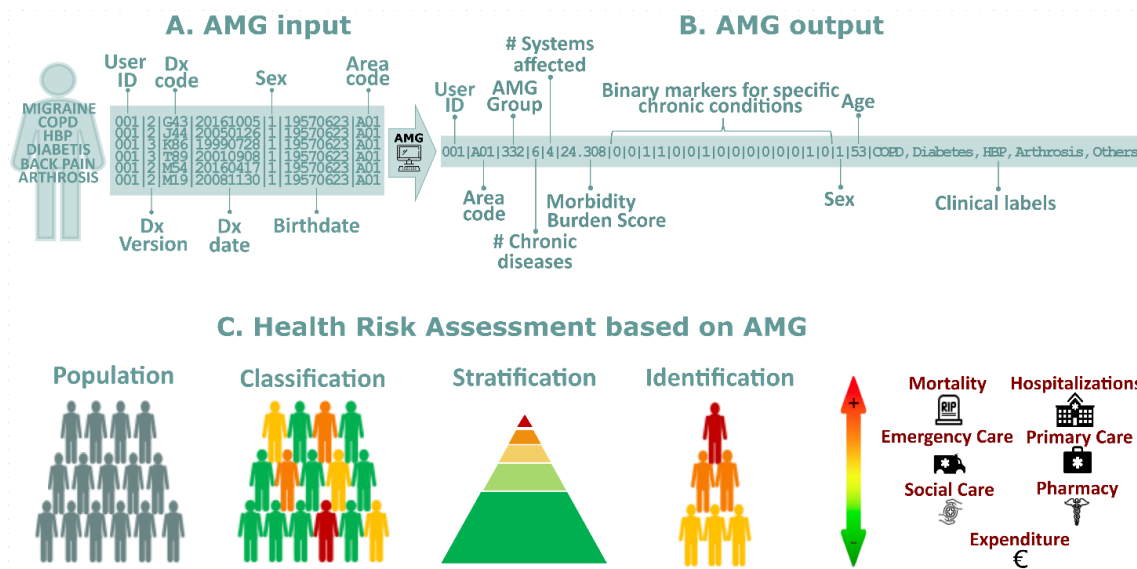 A. AMG input
B. AMG output
MIGRAINE
COPD
HBP
DIABETIS
BACK PAIN
ARTHROSIS
User
ID
Dx
code
Sex
Area
code
001|2|G43|20161005|1|19570623|A01
001|2|J44|20050126|1|19570623|A01
001|3|K86|19990728|1|19570623|A01
001|3|T89|20010908|1|19570623|A01
001|2|M54|20160417|1|19570623|A01
001|2|M19|20081130|1|19570623|A01
Dx
Version
Dx
date
Birthdate
AMG
User
ID
AMG
Group
# Systems
affected
Binary markers for specific
chronic conditions
Age
001|A01|332|6|4|24.308|0|0|1|1|0|1|0|0|0|0|0|0|1|0|1|53|COPD,Diabetes,HBP,Arthrosis,Others
Area
code
# Chronic
diseases
Morbidity
Burden Score
Sex
Clinical labels
C. Health Risk Assessment based on AMG
Population
Classification
Stratification
Identification
+
-
Mortality
Hospitalizations
RIP
Emergency Care
Primary Care
Social Care
Pharmacy
Expenditure
€